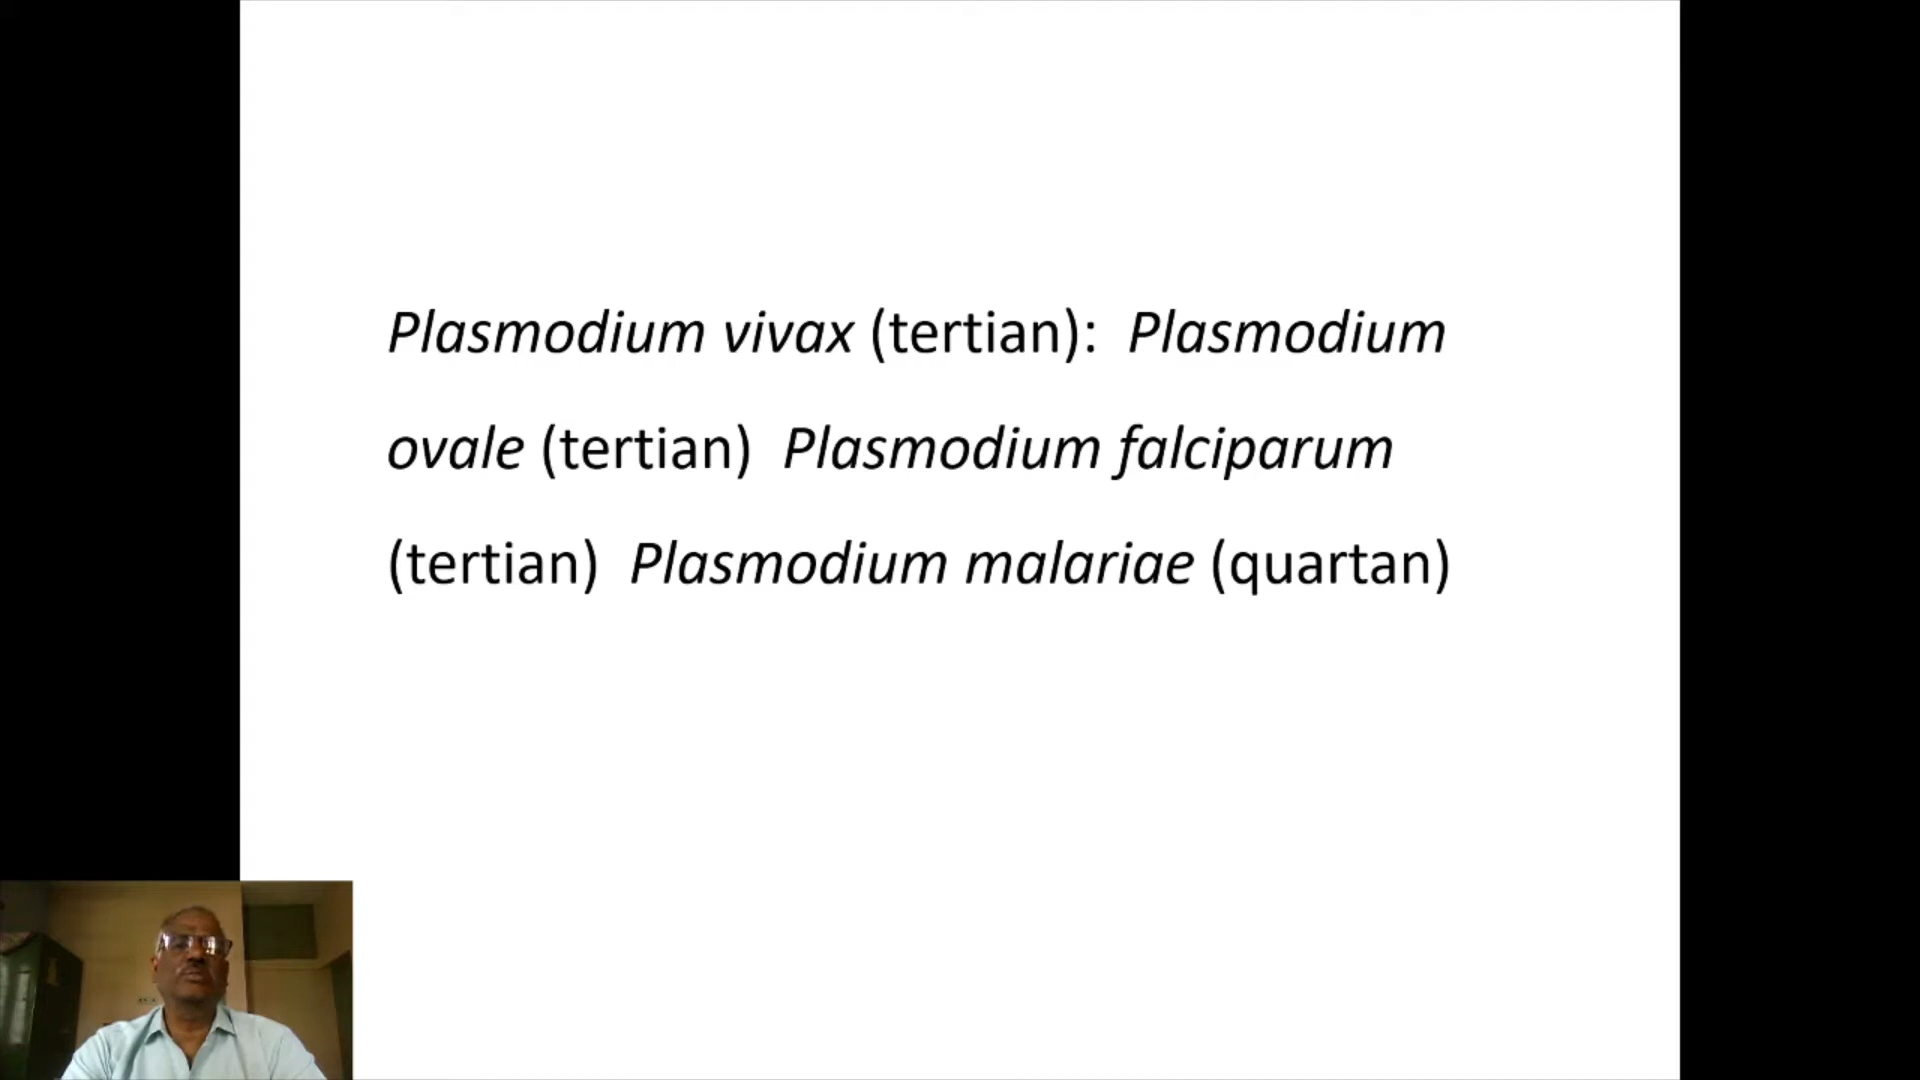 Plasmodium vivax (tertian): Plasmodium
ovale (tertian) Plasmodium falciparum
(tertian) Plasmodium malariae (quartan)